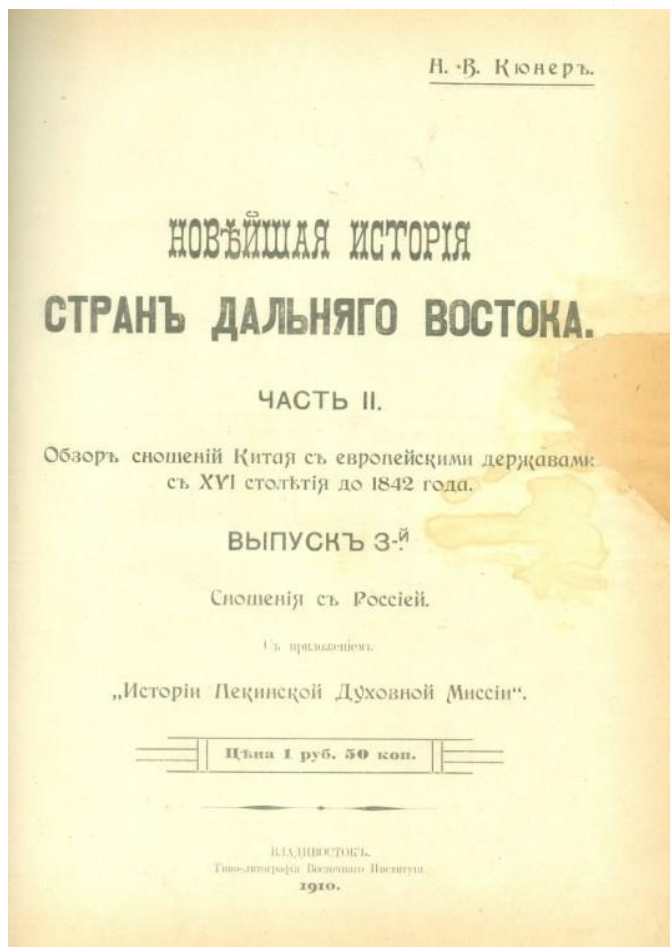 Н. В. Кюнеръ.
НОВѢЙШАЯ ИСТОРІЯ
СТРАНЪ ДАЛЬНЯГО ВОСТОКА.
ЧАСТЬ II.
Обзоръ сношеній Китая съ европейскими державами
съ XVI столѣтія до 1842 года.
ВЫПУСКЪ 3-й.
Сношенія съ Россіей.
Съ приложеніемъ
„Исторіи Пекинской Духовной Миссіи“.
Цѣна 1 руб. 50 коп.
ВЛАДИВОСТОКЪ.
Типо-литографія Восточнаго Института.
1910.